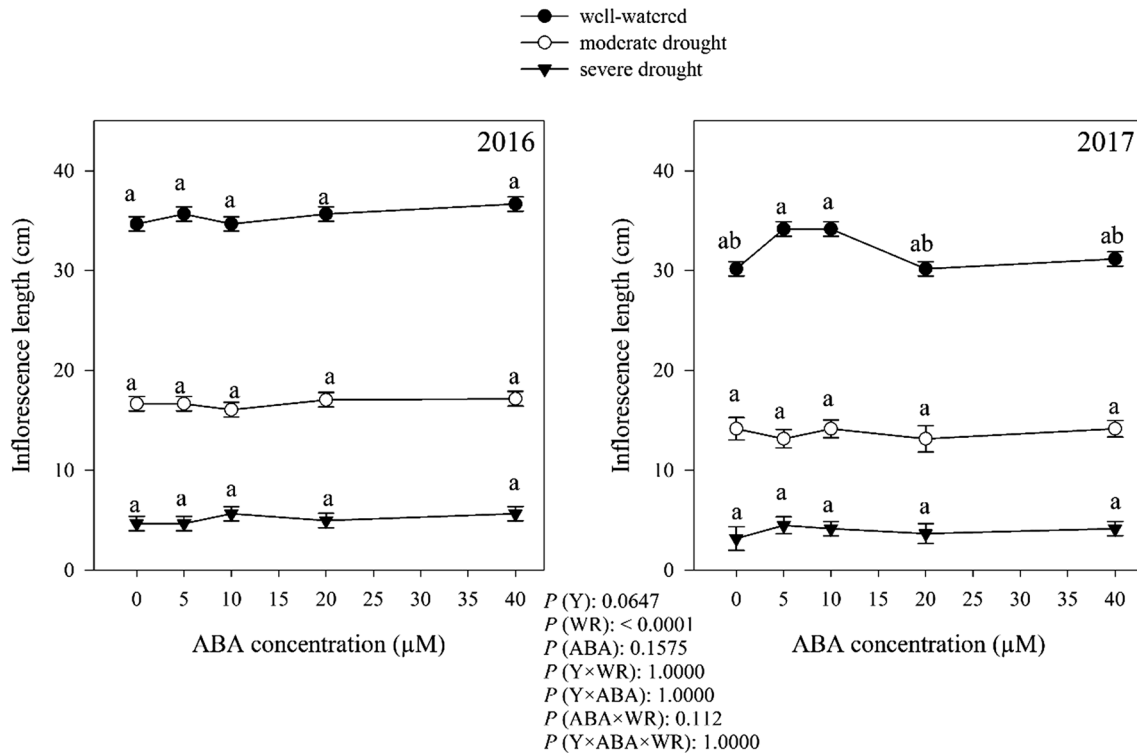 well-watered
moderate drought
severe drought
2016
40
30
20
10
0
Inflorescence length (cm)
a a a a a
a a a a a
a a a a a
0 5 10 15 20 25 30 35 40
ABA concentration (µM)
2017
40
30
20
10
0
Inflorescence length (cm)
ab a a ab ab
a a a a a
a a a a a
0 5 10 15 20 25 30 35 40
ABA concentration (µM)
P (Y): 0.0647
P (WR): < 0.0001
P (ABA): 0.1575
P (Y×WR): 1.0000
P (Y×ABA): 1.0000
P (ABA×WR): 0.112
P (Y×ABA×WR): 1.0000